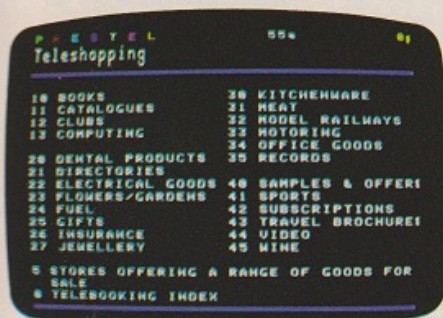 PRESTEL 55a 0p
Teleshopping
10 BOOKS
11 CATALOGUES
12 CLUBS
13 COMPUTING
20 DENTAL PRODUCTS
21 DIRECTORIES
22 ELECTRICAL GOODS
23 FLOWERS/GARDENS
24 FUEL
25 GIFTS
26 INSURANCE
27 JEWELLERY
30 KITCHENWARE
31 MEAT
32 MODEL RAILWAYS
33 MOTORING
34 OFFICE GOODS
35 RECORDS
40 SAMPLES & OFFERS
41 SPORTS
42 SUBSCRIPTIONS
43 TRAVEL BROCHURES
44 VIDEO
45 WINE
5 STORES OFFERING A RANGE OF GOODS FOR
SALE
6 TELEBOOKING INDEX